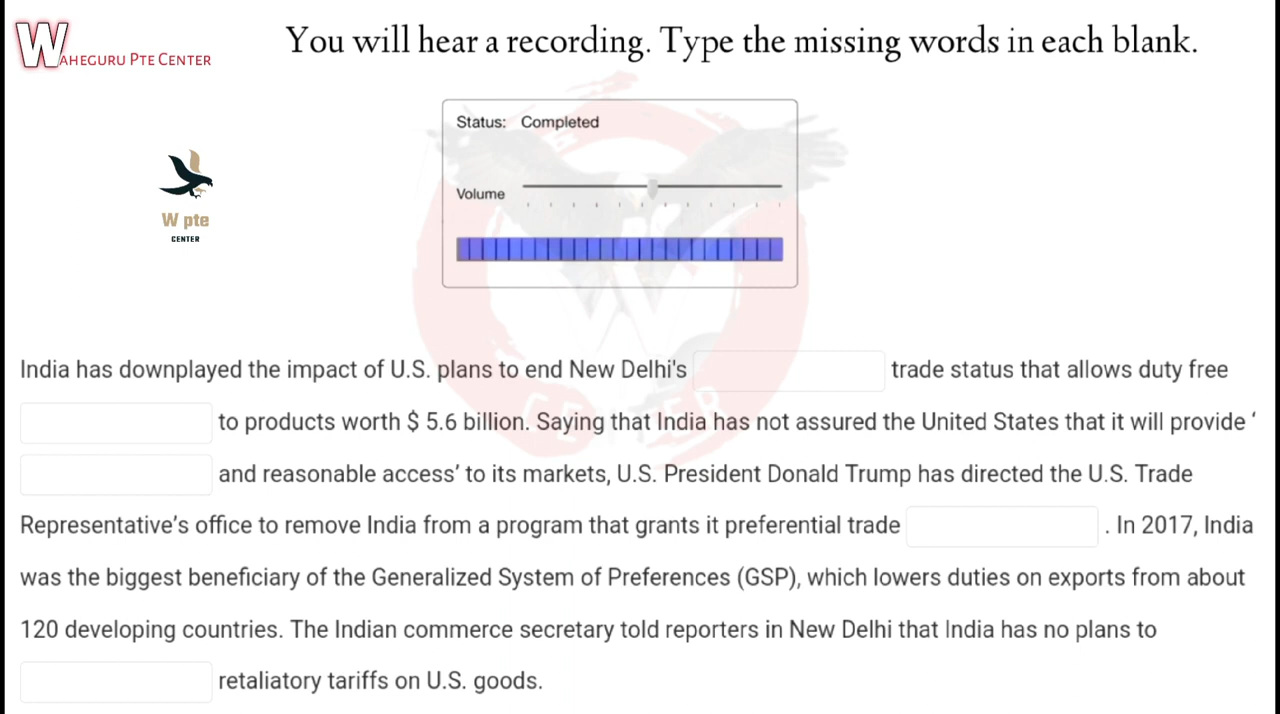 WAHEGURU PTE CENTER
You will hear a recording. Type the missing words in each blank.
Status: Completed
Volume
W pte
CENTER
India has downplayed the impact of U.S. plans to end New Delhi's trade status that allows duty free
to products worth $ 5.6 billion. Saying that India has not assured the United States that it will provide ‘
and reasonable access’ to its markets, U.S. President Donald Trump has directed the U.S. Trade
Representative’s office to remove India from a program that grants it preferential trade . In 2017, India
was the biggest beneficiary of the Generalized System of Preferences (GSP), which lowers duties on exports from about
120 developing countries. The Indian commerce secretary told reporters in New Delhi that India has no plans to
retaliatory tariffs on U.S. goods.